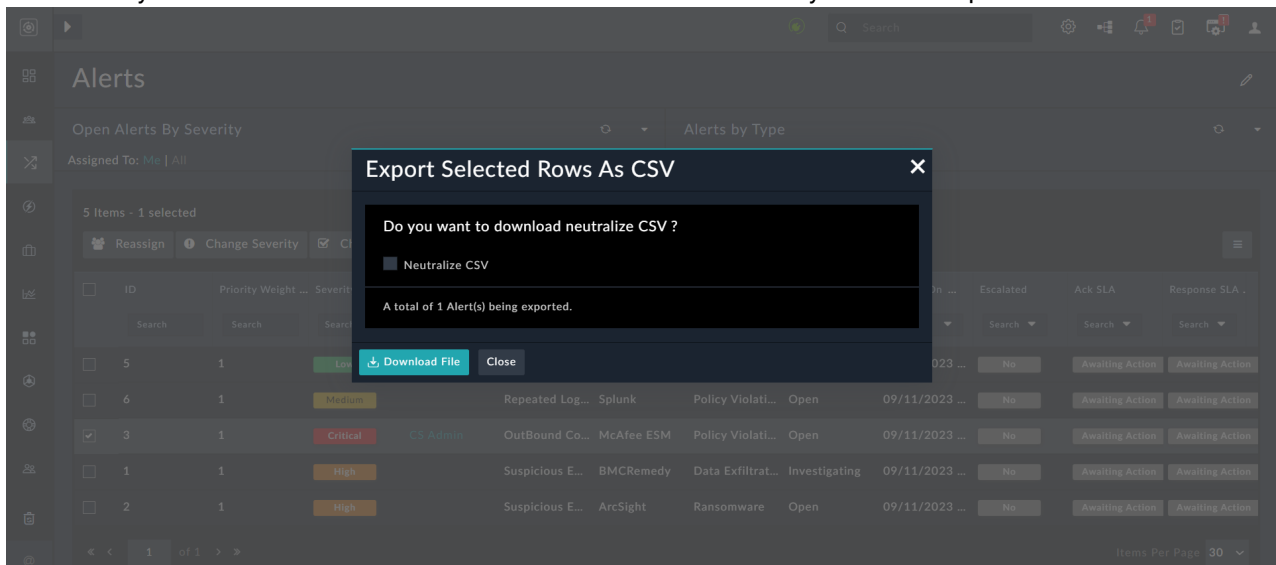 Search
1
Alerts
Open Alerts By Severity
Alerts by Type
Assigned To: Me | All
Export Selected Rows As CSV
Do you want to download neutralize CSV ?
Neutralize CSV
A total of 1 Alert(s) being exported.
Download File Close
5 Items - 1 selected
Reassign Change Severity
ID Priority Weight ... Escalated Ack SLA Response SLA .
Search Search Search Search Search
5 1 Low 023 ... No Awaiting Action Awaiting Action
6 1 Medium Repeated Log... Splunk Policy Violati... Open 09/11/2023 ... No Awaiting Action Awaiting Action
3 1 Critical CS Admin OutBound Co... McAfee ESM Policy Violati... Open 09/11/2023 ... No Awaiting Action Awaiting Action
1 1 High Suspicious E... BMCRemedy Data Exfiltrat... Investigating 09/11/2023 ... No Awaiting Action Awaiting Action
2 1 High Suspicious E... ArcSight Ransomware Open 09/11/2023 ... No Awaiting Action Awaiting Action
« < 1 of 1 > » Items Per Page 30